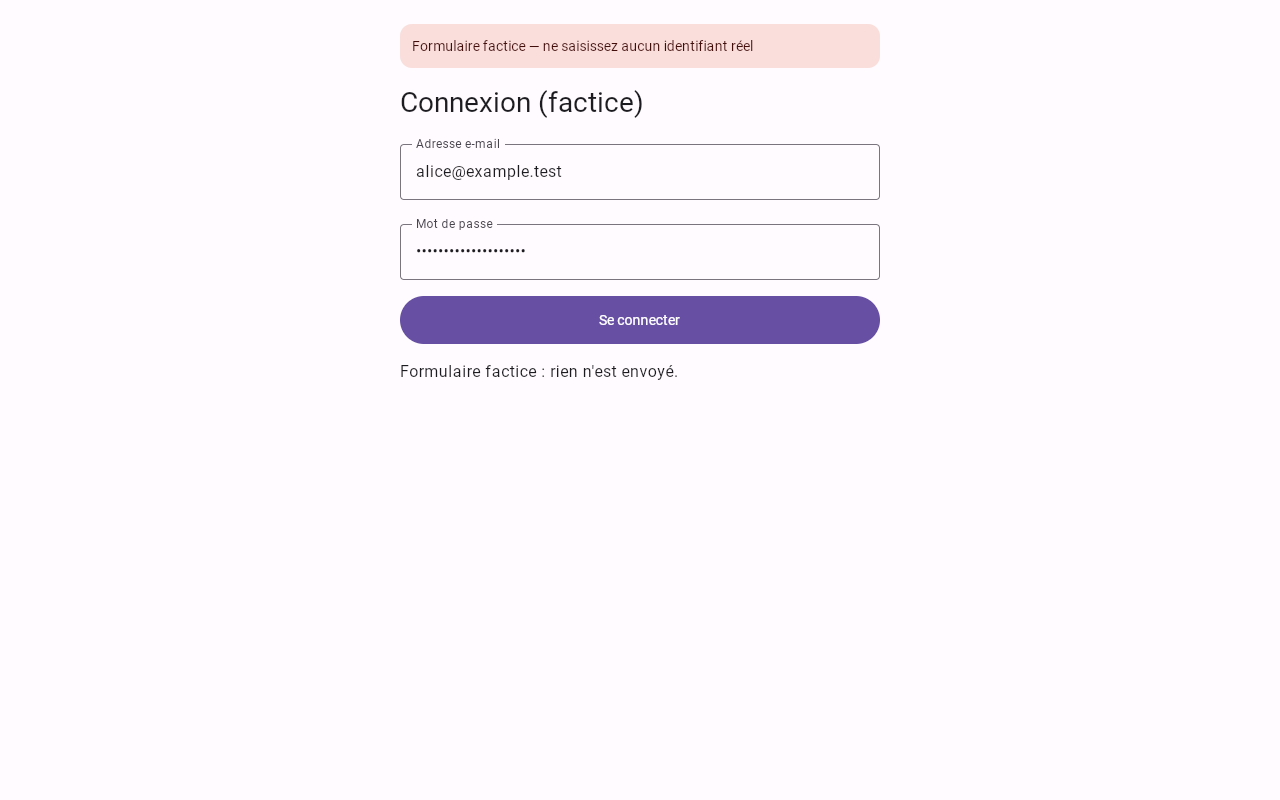 Formulaire factice — ne saisissez aucun identifiant réel
Connexion (factice)
Adresse e-mail
alice@example.test
Mot de passe
••••••••••••••••••••
Se connecter
Formulaire factice : rien n'est envoyé.